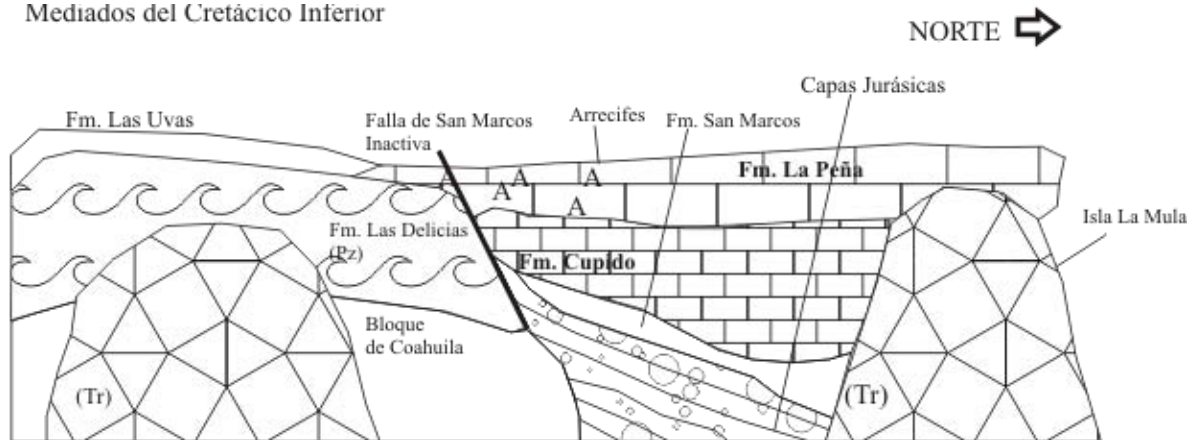 Mediados del Cretácico Inferior
NORTE
Capas Jurásicas
Fm. Las Uvas
Falla de San Marcos
Inactiva
Arrecifes
Fm. San Marcos
Fm. La Peña
A
A
A
A
A
Isla La Mula
Fm. Las Delicias
(Pz)
Fm. Cupido
Bloque
de Coahuila
(Tr)
(Tr)